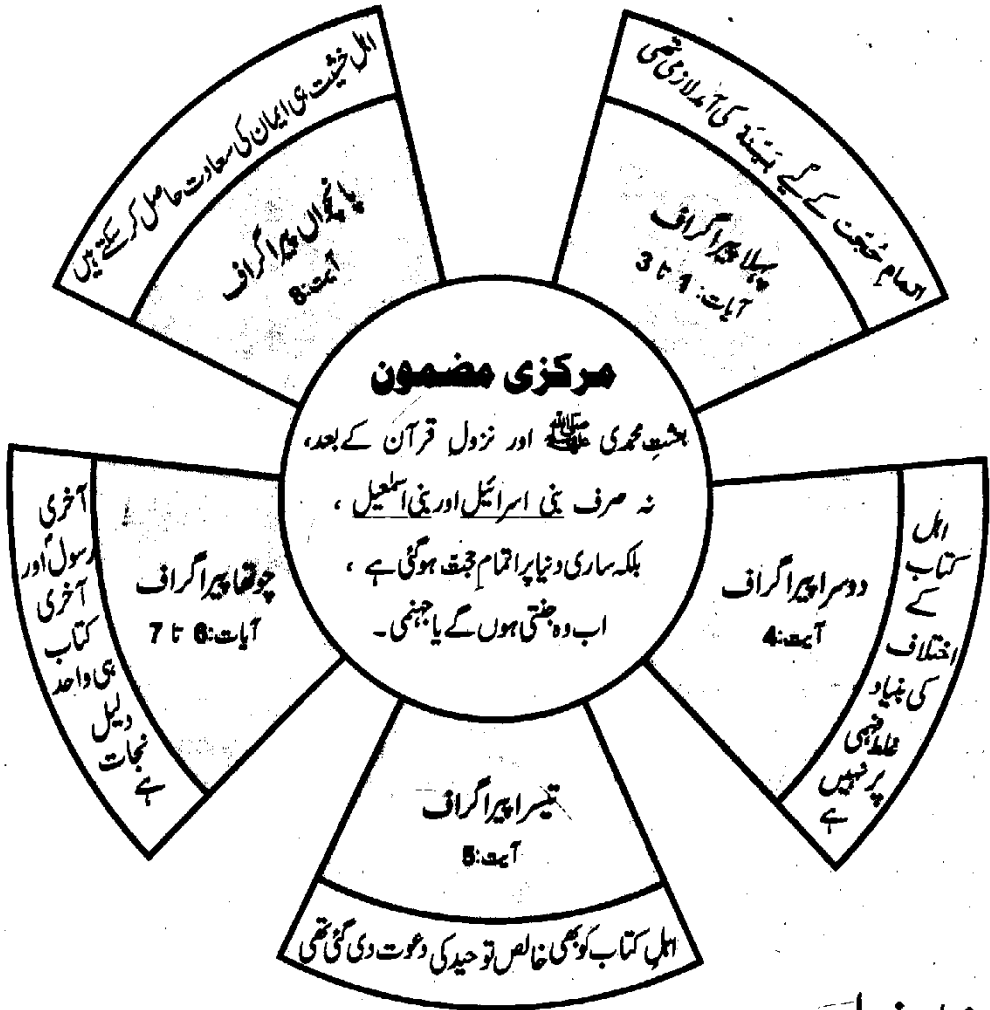 مرکزی مضمون
بعثتِ محمدی ﷺ اور نزولِ قرآن کے بعد،
نہ صرف بنی اسرائیل اور بنی اسمٰعیل ،
بلکہ ساری دنیا پر اتمامِ حجت ہوگئی ہے ،
اب وہ جنتی ہوں گے یا جہنمی۔
اتمامِ حُجّت کے لیے بَیِّنَة کی آمد لازمی تھی
پہلا پیراگراف
آیات: 1 تا 3
اہل
کتاب
کے
اختلاف
کی بنیاد
غلط فہمی
پر نہیں
ہے
دوسرا پیراگراف
آیت:4
تیسرا پیراگراف
آیت:5
اہلِ کتاب کو بھی خالص توحید کی دعوت دی گئی تھی
آخری
رسولؐ اور
آخری
کتاب
ہی واحد
دلیل
نجات
ہے
چوتھا پیراگراف
آیات:6 تا 7
اہلِ خشیت ہی ایمان کی سعادت حاصل کرسکتے ہیں
پانچواں پیراگراف
آیت:8